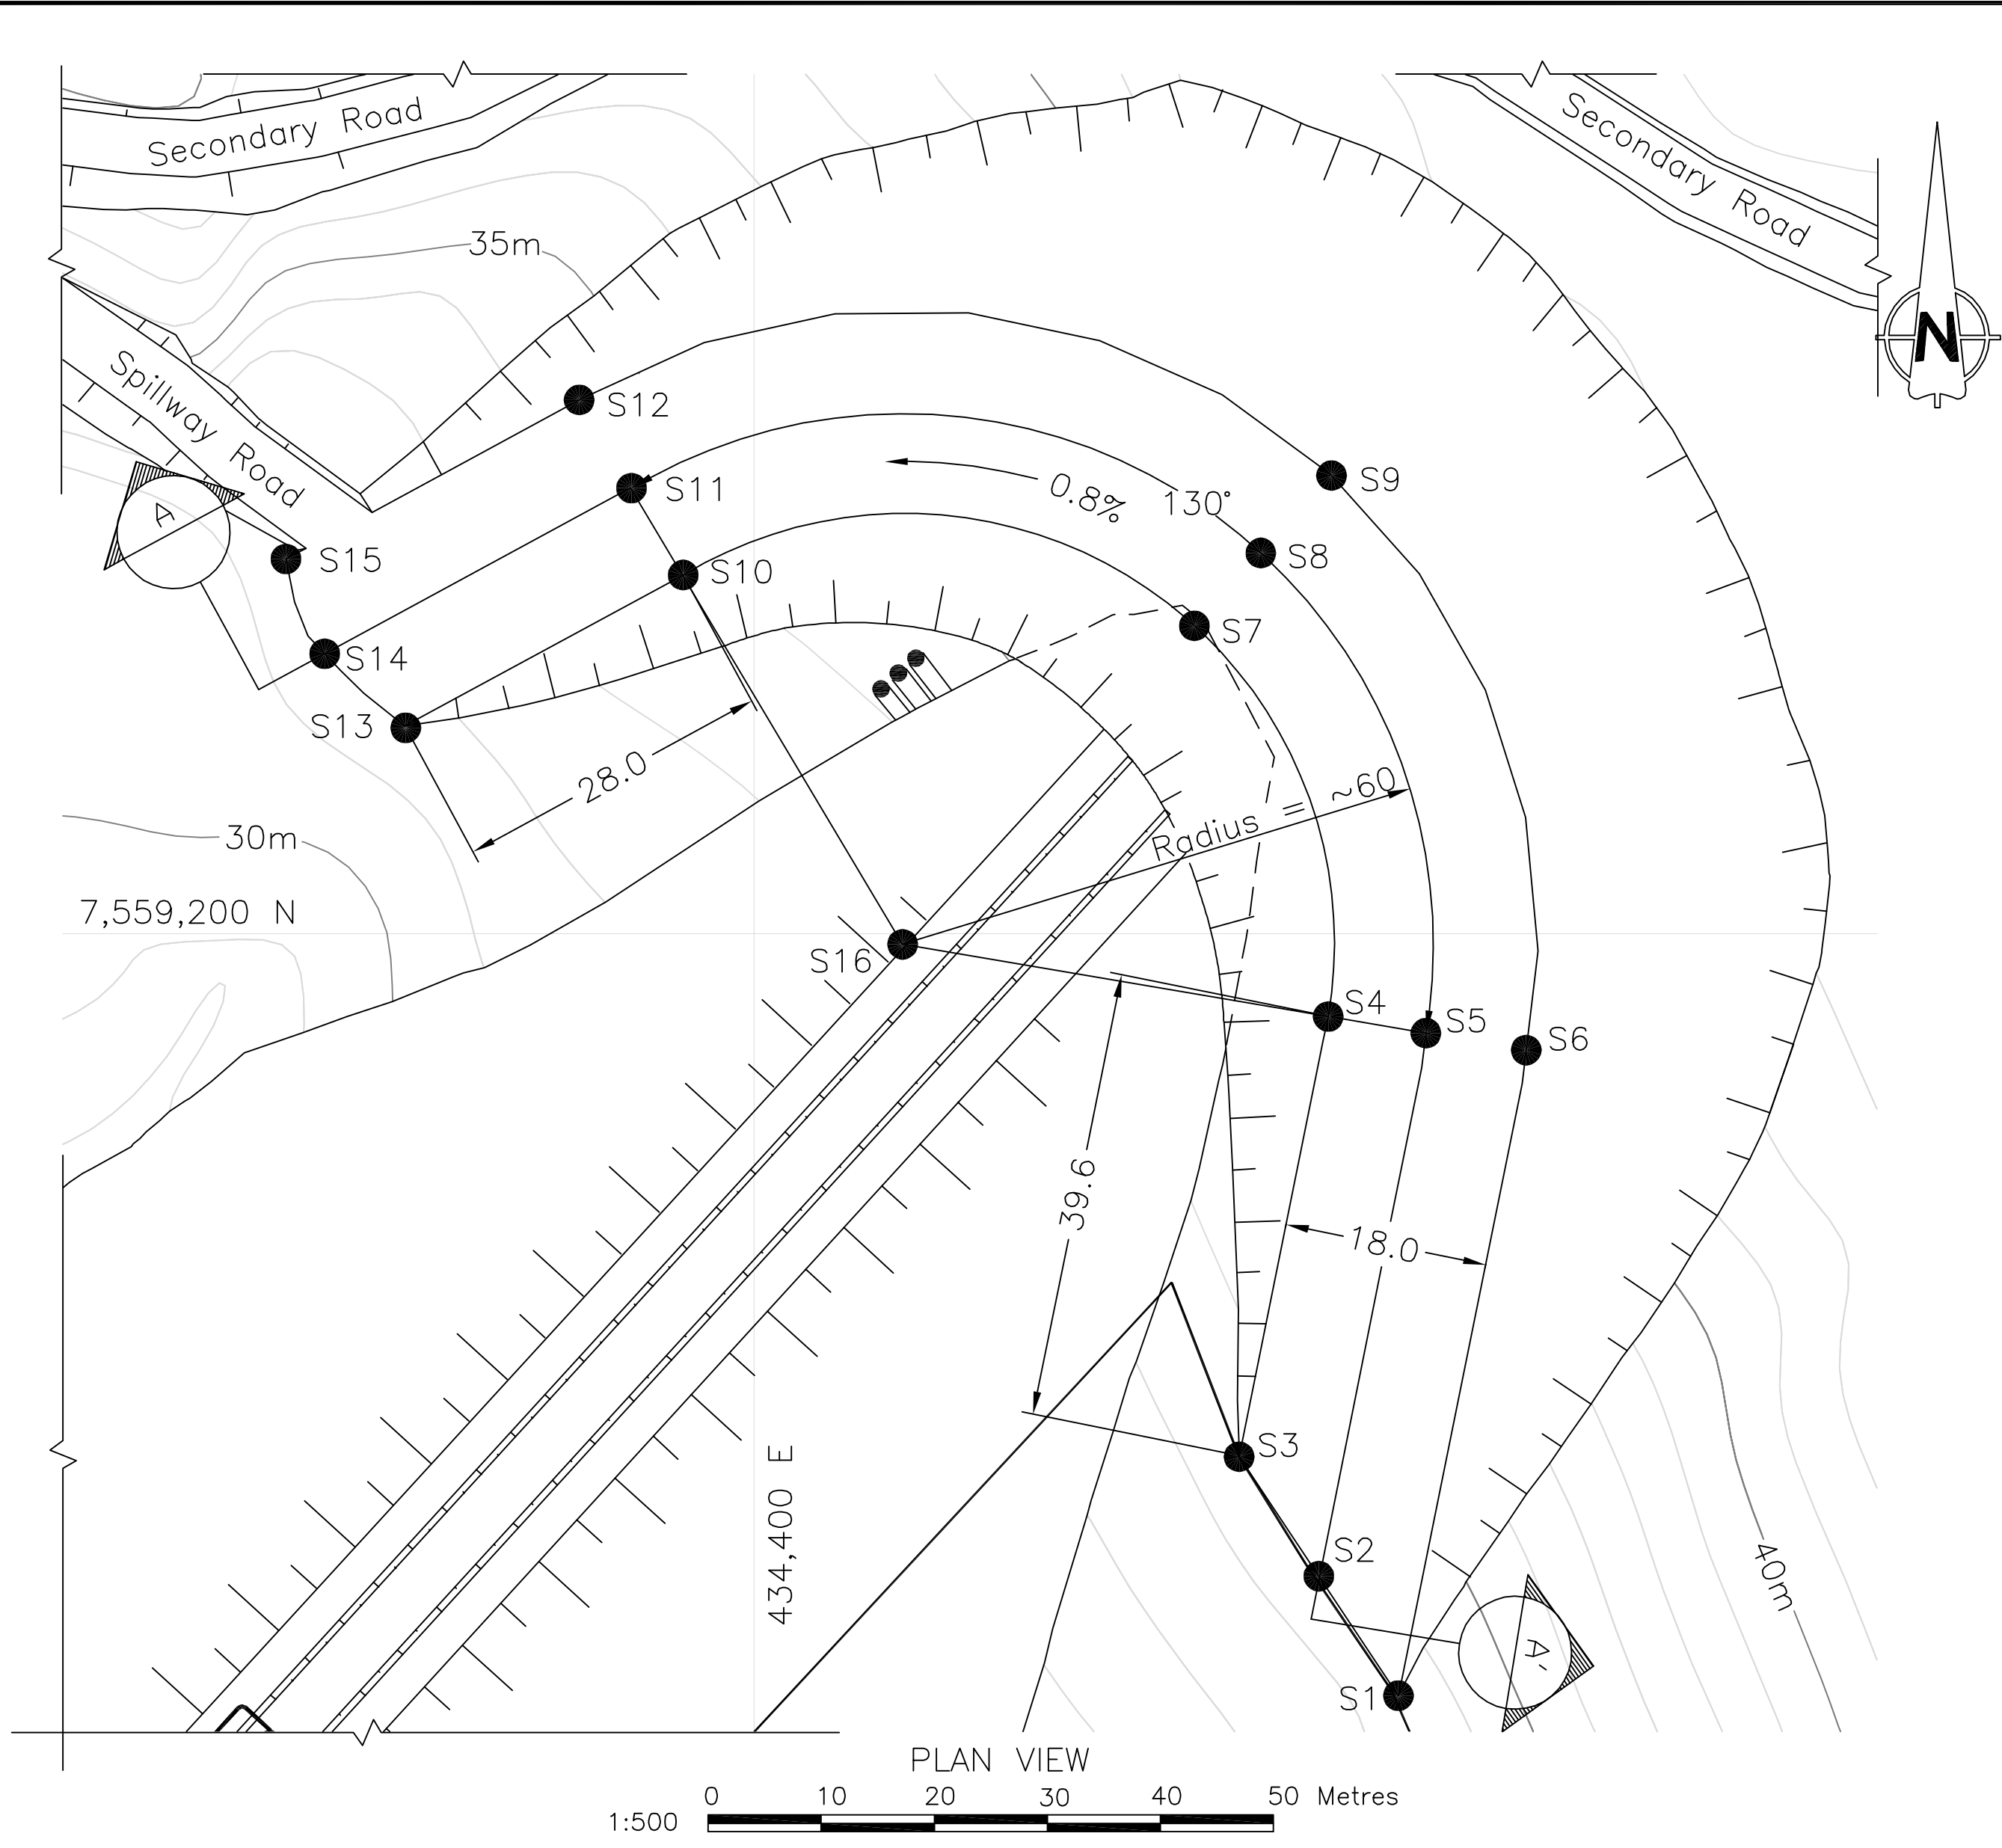 Secondary Road
Secondary Road
35m
N
Spillway Road
S12
S11
0.8%
130°
S9
A
S15
S10
S8
S14
S7
S13
28.0
Radius = ~60
30m
7,559,200 N
S16
S4
S5
S6
39.6
18.0
S3
434,400 E
S2
40m
A'
S1
PLAN VIEW
0 10 20 30 40 50 Metres
1:500